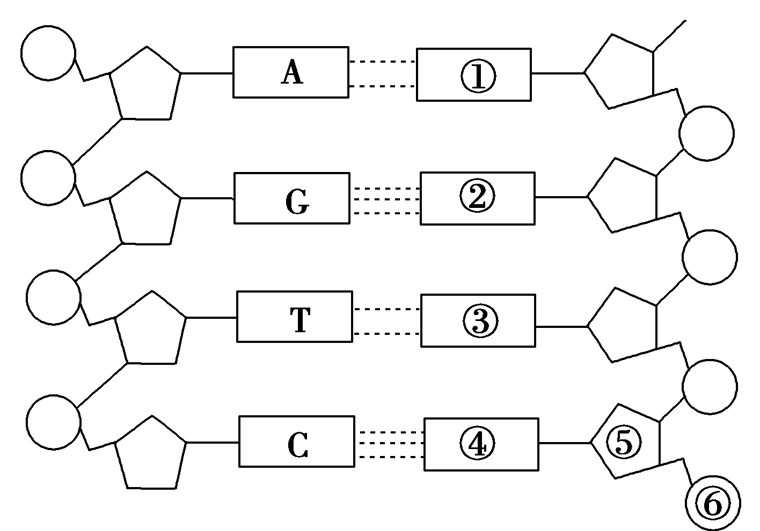 A ①
G ②
T ③
C ④ ⑤
⑥